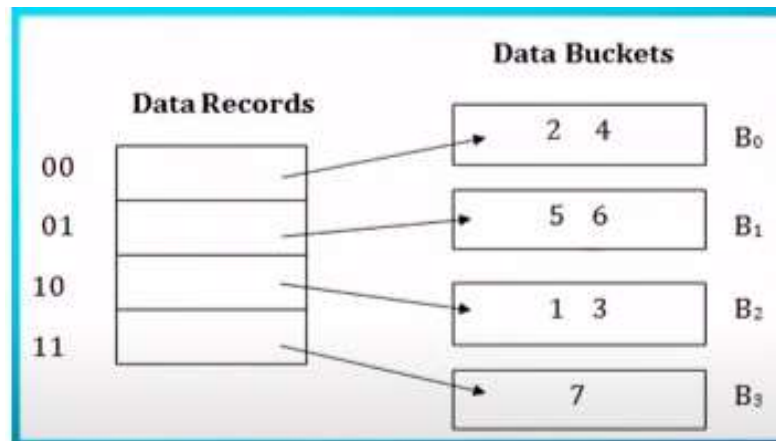 Data Buckets
Data Records
00
2 4
B₀
01
5 6
B₁
10
1 3
B₂
11
7
B₃